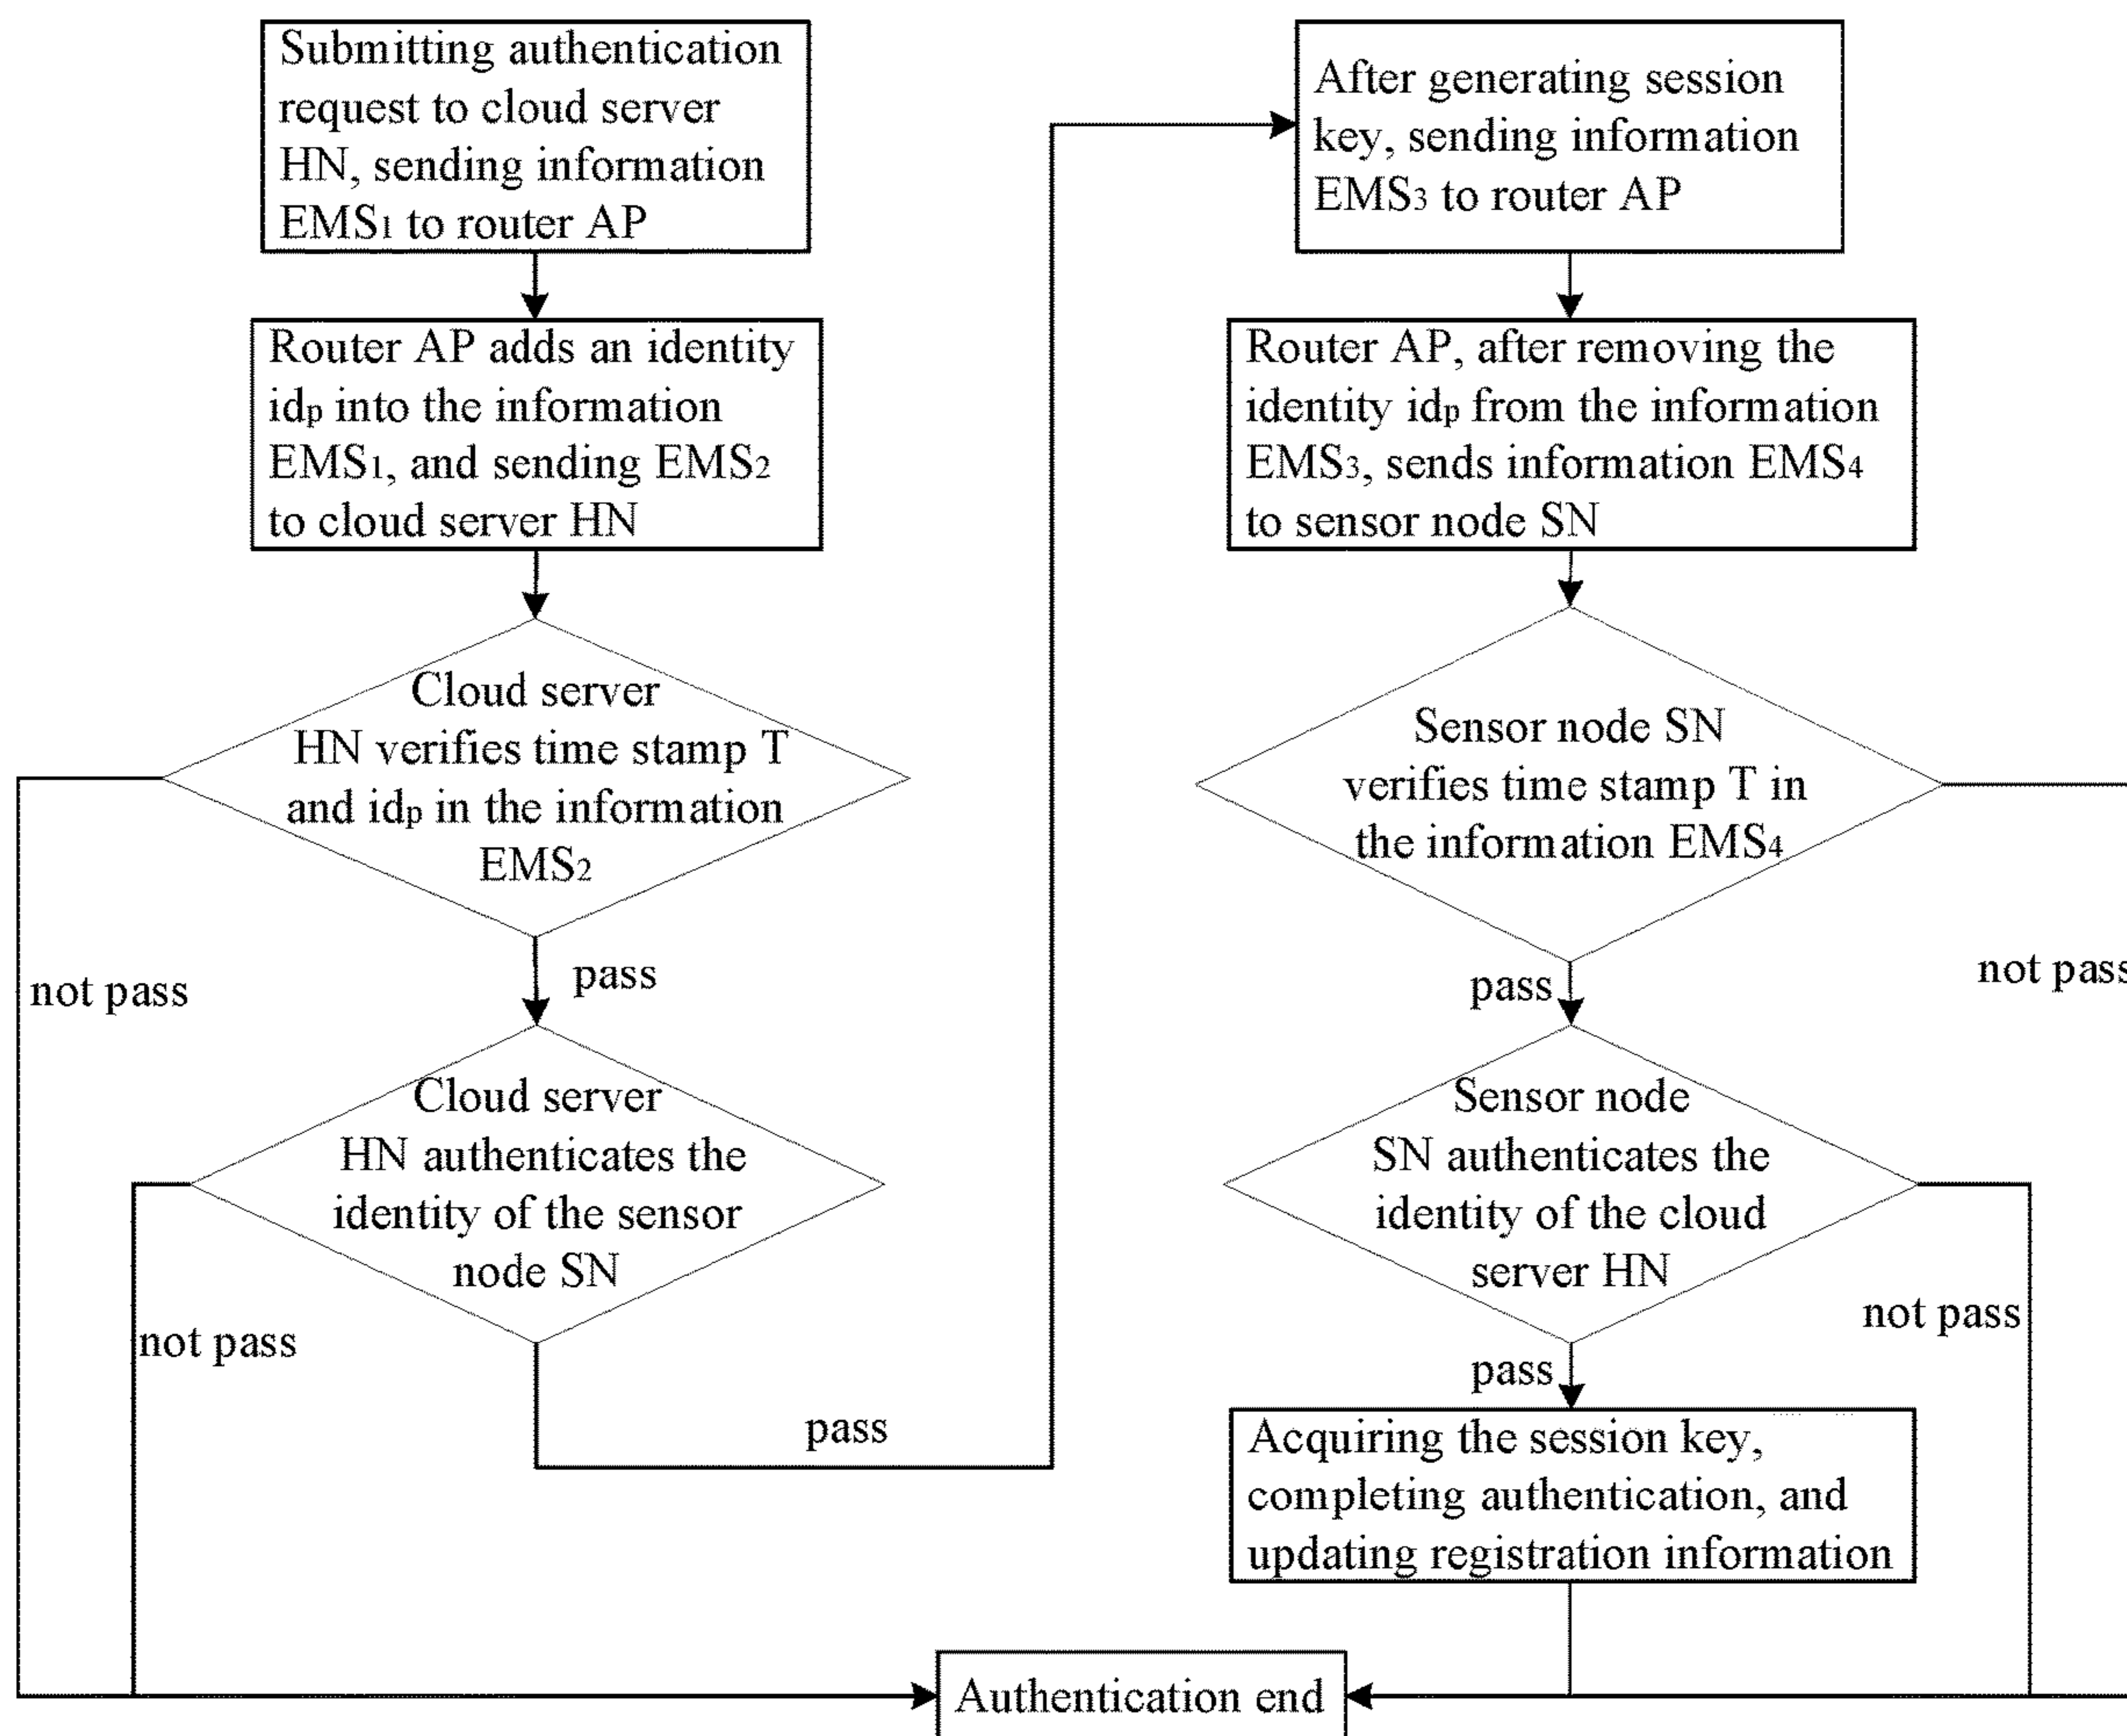 Submitting authentication
request to cloud server
HN, sending information
EMS₁ to router AP
Router AP adds an identity
idₚ into the information
EMS₁, and sending EMS₂
to cloud server HN
Cloud server
HN verifies time stamp T
and idₚ in the information
EMS₂
not pass
pass
Cloud server
HN authenticates the
identity of the sensor
node SN
not pass
pass
After generating session
key, sending information
EMS₃ to router AP
Router AP, after removing the
identity idₚ from the information
EMS₃, sends information EMS₄
to sensor node SN
Sensor node SN
verifies time stamp T in
the information EMS₄
pass
not pass
Sensor node
SN authenticates the
identity of the cloud
server HN
not pass
pass
Acquiring the session key,
completing authentication, and
updating registration information
Authentication end